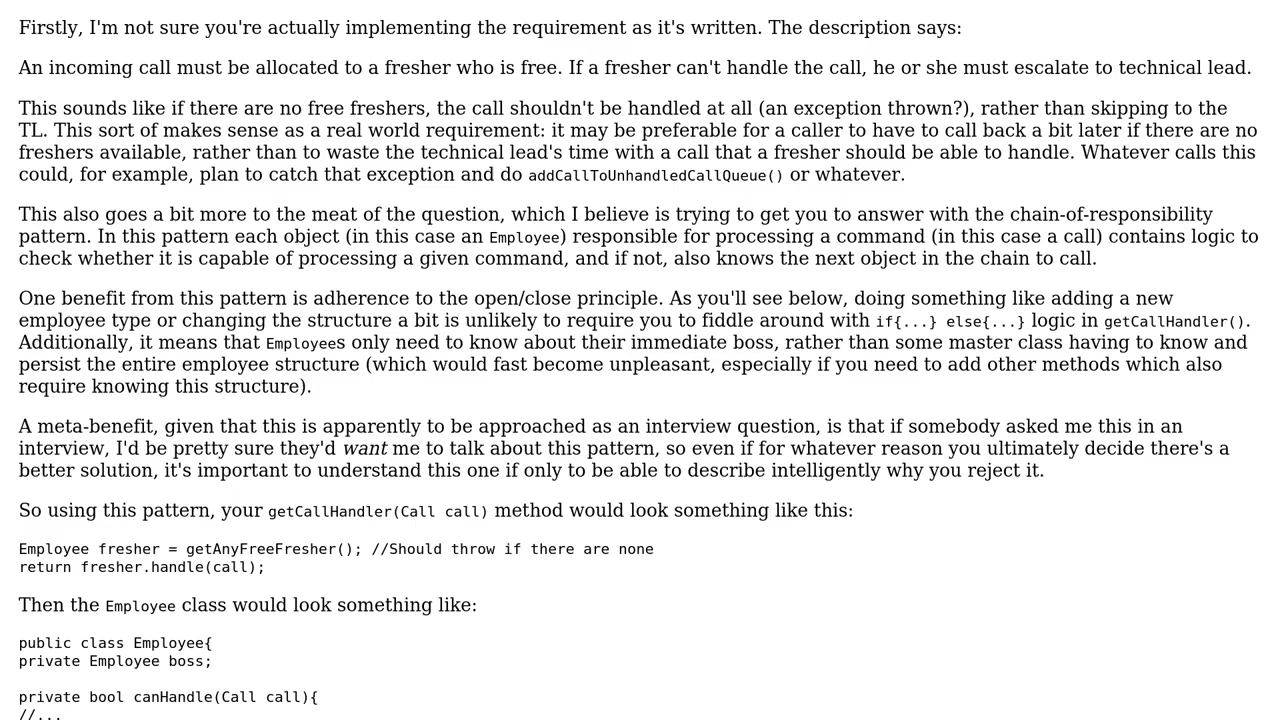 Firstly, I'm not sure you're actually implementing the requirement as it's written. The description says:
An incoming call must be allocated to a fresher who is free. If a fresher can't handle the call, he or she must escalate to technical lead.
This sounds like if there are no free freshers, the call shouldn't be handled at all (an exception thrown?), rather than skipping to the
TL. This sort of makes sense as a real world requirement: it may be preferable for a caller to have to call back a bit later if there are no
freshers available, rather than to waste the technical lead's time with a call that a fresher should be able to handle. Whatever calls this
could, for example, plan to catch that exception and do addCallToUnhandledCallQueue() or whatever.
This also goes a bit more to the meat of the question, which I believe is trying to get you to answer with the chain-of-responsibility
pattern. In this pattern each object (in this case an Employee) responsible for processing a command (in this case a call) contains logic to
check whether it is capable of processing a given command, and if not, also knows the next object in the chain to call.
One benefit from this pattern is adherence to the open/close principle. As you'll see below, doing something like adding a new
employee type or changing the structure a bit is unlikely to require you to fiddle around with if{...} else{...} logic in getCallHandler().
Additionally, it means that Employees only need to know about their immediate boss, rather than some master class having to know and
persist the entire employee structure (which would fast become unpleasant, especially if you need to add other methods which also
require knowing this structure).
A meta-benefit, given that this is apparently to be approached as an interview question, is that if somebody asked me this in an
interview, I'd be pretty sure they'd want me to talk about this pattern, so even if for whatever reason you ultimately decide there's a
better solution, it's important to understand this one if only to be able to describe intelligently why you reject it.
So using this pattern, your getCallHandler(Call call) method would look something like this:
Employee fresher = getAnyFreeFresher(); //Should throw if there are none
return fresher.handle(call);
Then the Employee class would look something like:
public class Employee{
private Employee boss;
private bool canHandle(Call call){
//...